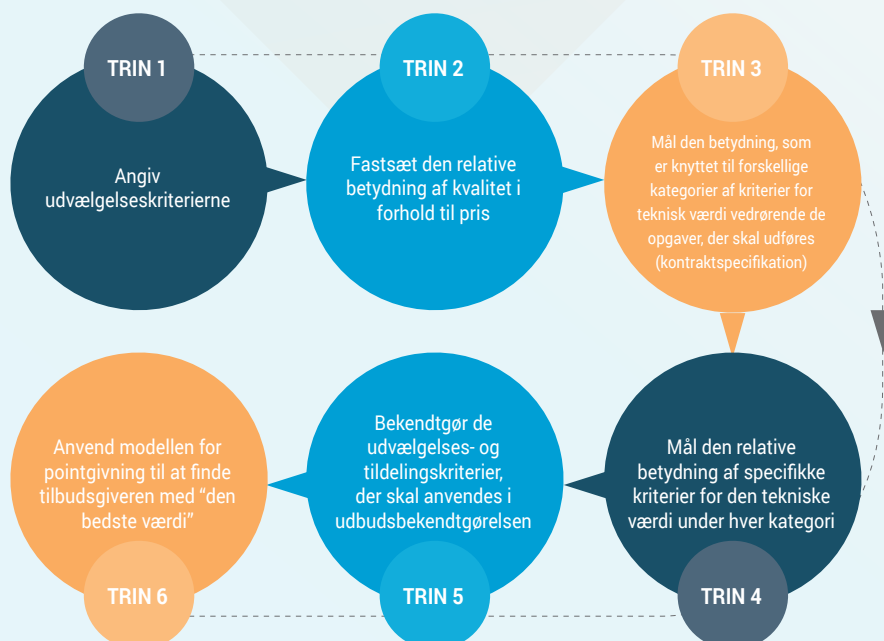 TRIN 1
Angiv
udvælgelseskriterierne
TRIN 2
Fastsæt den relative
betydning af kvalitet i
forhold til pris
TRIN 3
Mål den betydning, som
er knyttet til forskellige
kategorier af kriterier for
teknisk værdi vedrørende de
opgaver, der skal udføres
(kontraktspecifikation)
Mål den relative
betydning af specifikke
kriterier for den tekniske
værdi under hver kategori
TRIN 4
Bekendtgør de
udvælgelses- og
tildelingskriterier,
der skal anvendes i
udbudsbekendtgørelsen
TRIN 5
Anvend modellen for
pointgivning til at finde
tilbudsgiveren med “den
bedste værdi”
TRIN 6